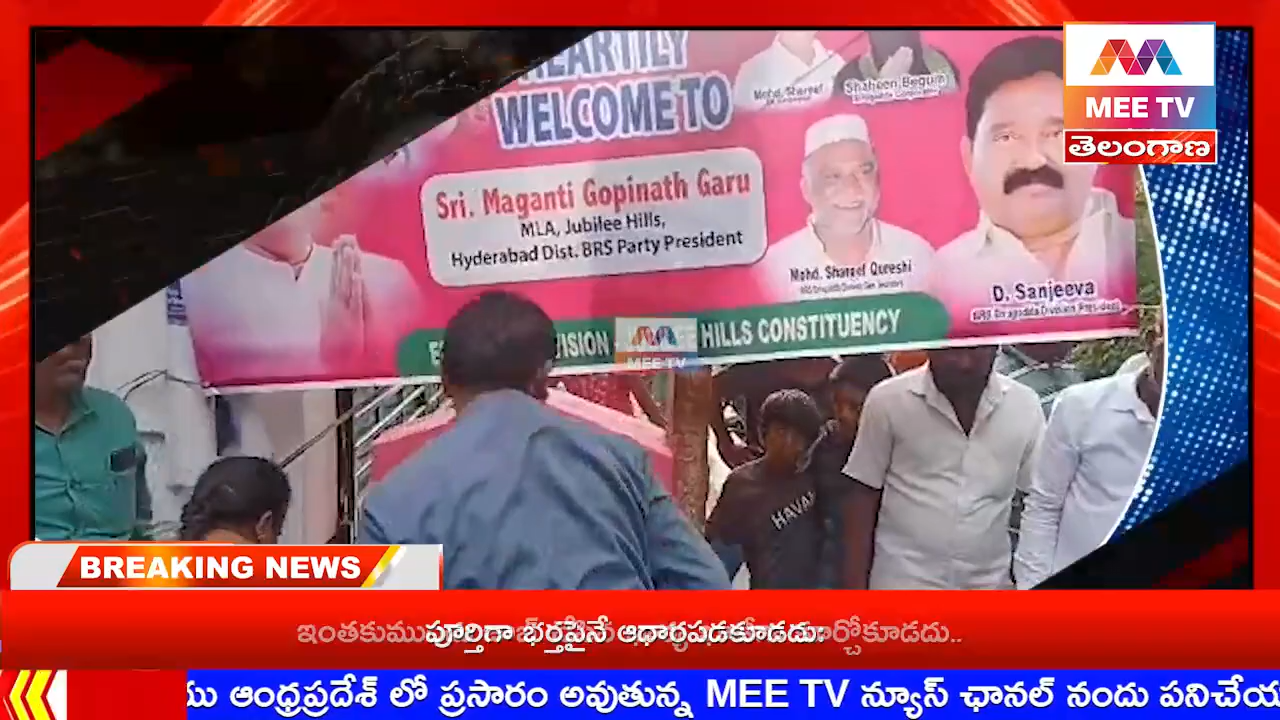 HEARTILY
WELCOME TO
Mohd. Shareef
Shaheen Begum
MEE TV
తెలంగాణ
Sri. Maganti Gopinath Garu
MLA, Jubilee Hills,
Hyderabad Dist. BRS Party President
Mohd. Shareef Qureshi
D. Sanjeeva
HILLS CONSTITUENCY
MEE TV
HAVA
BREAKING NEWS
పూర్తిగా భర్తపైనే ఆధారపడకూడదు:
ఆంధ్రప్రదేశ్ లో ప్రసారం అవుతున్న MEE TV న్యూస్ ఛానల్ నందు పనిచేయ